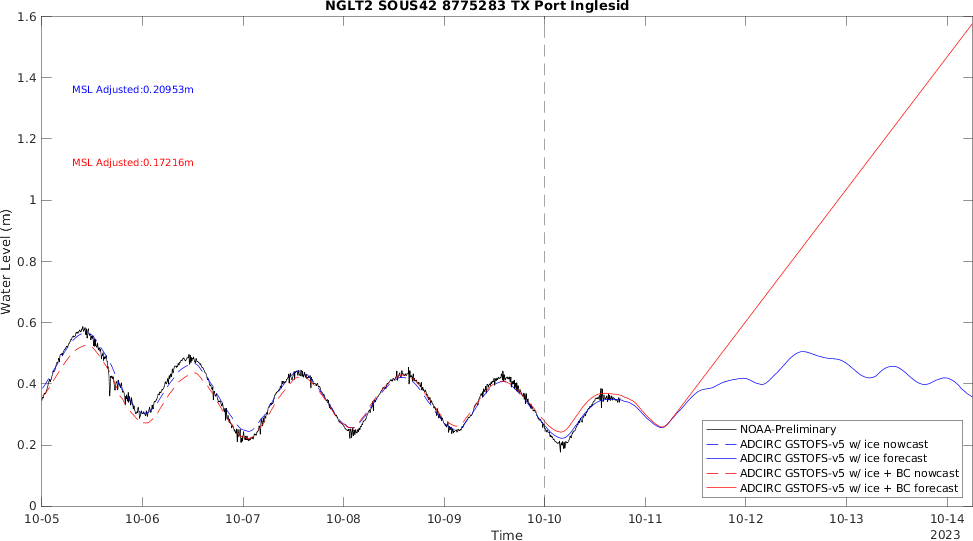 NGLT2 SOUS42 8775283 TX Port Inglesid
1.6
1.4
1.2
1
0.8
0.6
0.4
0.2
0
Water Level (m)
MSL Adjusted:0.20953m
MSL Adjusted:0.17216m
NOAA-Preliminary
ADCIRC GSTOFS-v5 w/ ice nowcast
ADCIRC GSTOFS-v5 w/ ice forecast
ADCIRC GSTOFS-v5 w/ ice + BC nowcast
ADCIRC GSTOFS-v5 w/ ice + BC forecast
10-05 10-06 10-07 10-08 10-09 10-10 10-11 10-12 10-13 10-14
2023
Time